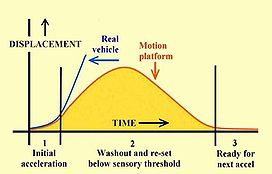 Real
vehicle
DISPLACEMENT
Motion
platform
TIME
1
2
3
Initial
acceleration
Washout and re-set
below sensory threshold
Ready for
next accel